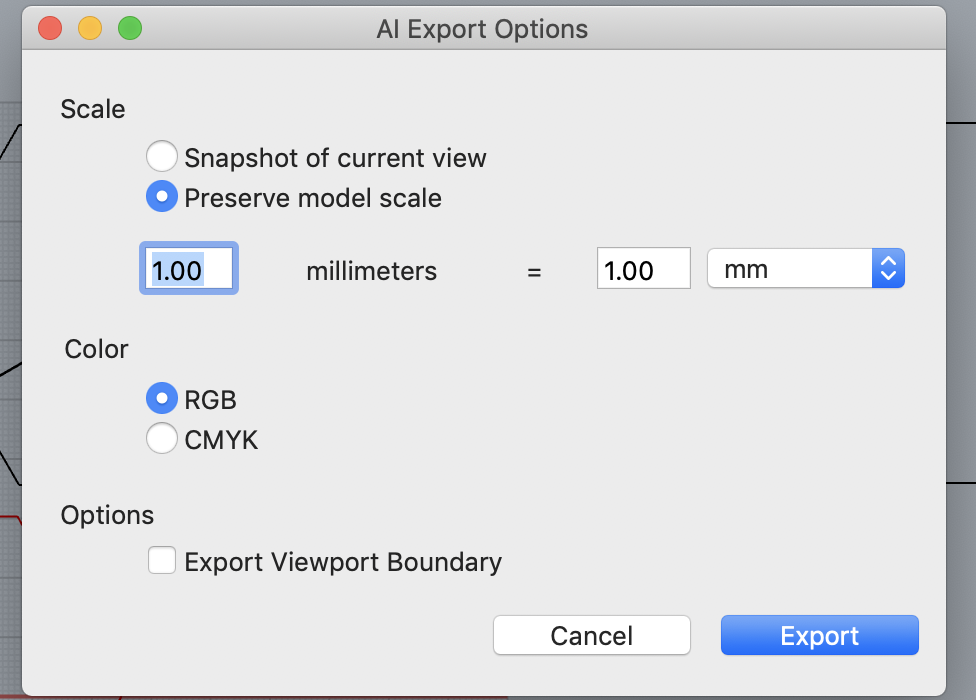 AI Export Options
Scale
Snapshot of current view
Preserve model scale
1.00 millimeters = 1.00 mm
Color
RGB
CMYK
Options
Export Viewport Boundary
Cancel Export